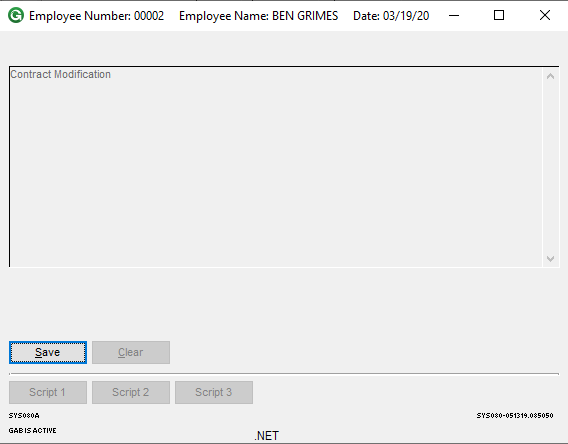 G Employee Number: 00002 Employee Name: BEN GRIMES Date: 03/19/20
Contract Modification
Save Clear
Script 1 Script 2 Script 3
SYS080A SYS080-051319.085050
GAB IS ACTIVE
.NET